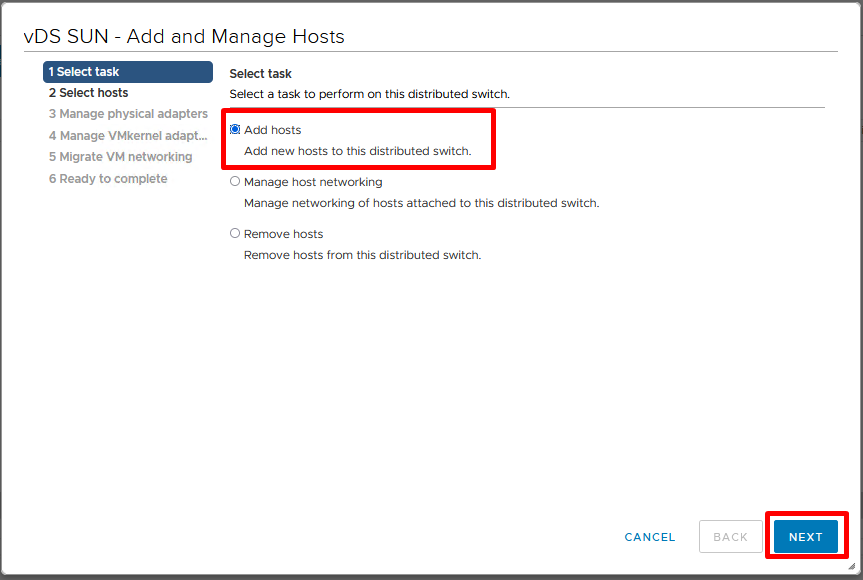 vDS SUN - Add and Manage Hosts
1 Select task
2 Select hosts
3 Manage physical adapters
4 Manage VMkernel adapt...
5 Migrate VM networking
6 Ready to complete
Select task
Select a task to perform on this distributed switch.
Add hosts
Add new hosts to this distributed switch.
Manage host networking
Manage networking of hosts attached to this distributed switch.
Remove hosts
Remove hosts from this distributed switch.
CANCEL
BACK
NEXT